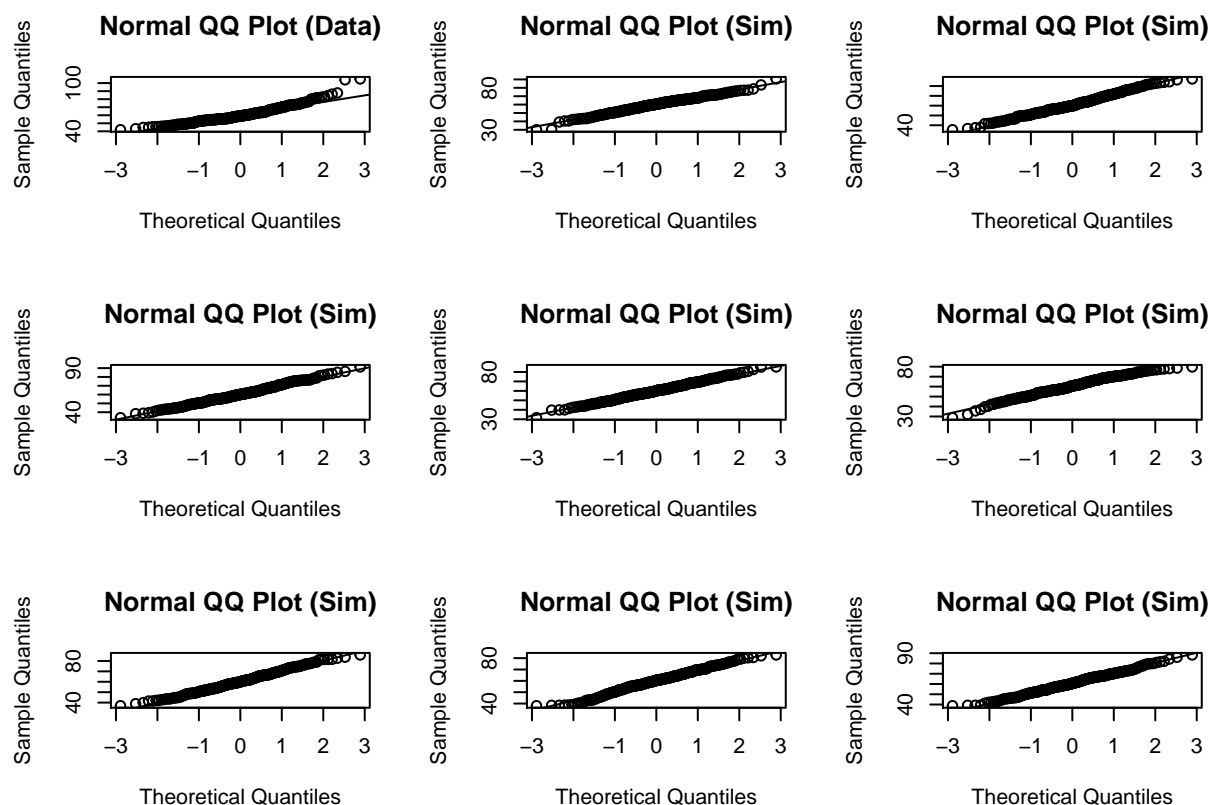 Normal QQ Plot (Data)
Sample Quantiles
40 100
−3 −1 0 1 2 3
Theoretical Quantiles
Normal QQ Plot (Sim)
Sample Quantiles
30 80
−3 −1 0 1 2 3
Theoretical Quantiles
Normal QQ Plot (Sim)
Sample Quantiles
40
−3 −1 0 1 2 3
Theoretical Quantiles
Normal QQ Plot (Sim)
Sample Quantiles
40 90
−3 −1 0 1 2 3
Theoretical Quantiles
Normal QQ Plot (Sim)
Sample Quantiles
30 80
−3 −1 0 1 2 3
Theoretical Quantiles
Normal QQ Plot (Sim)
Sample Quantiles
30 80
−3 −1 0 1 2 3
Theoretical Quantiles
Normal QQ Plot (Sim)
Sample Quantiles
40 80
−3 −1 0 1 2 3
Theoretical Quantiles
Normal QQ Plot (Sim)
Sample Quantiles
40 80
−3 −1 0 1 2 3
Theoretical Quantiles
Normal QQ Plot (Sim)
Sample Quantiles
40 90
−3 −1 0 1 2 3
Theoretical Quantiles